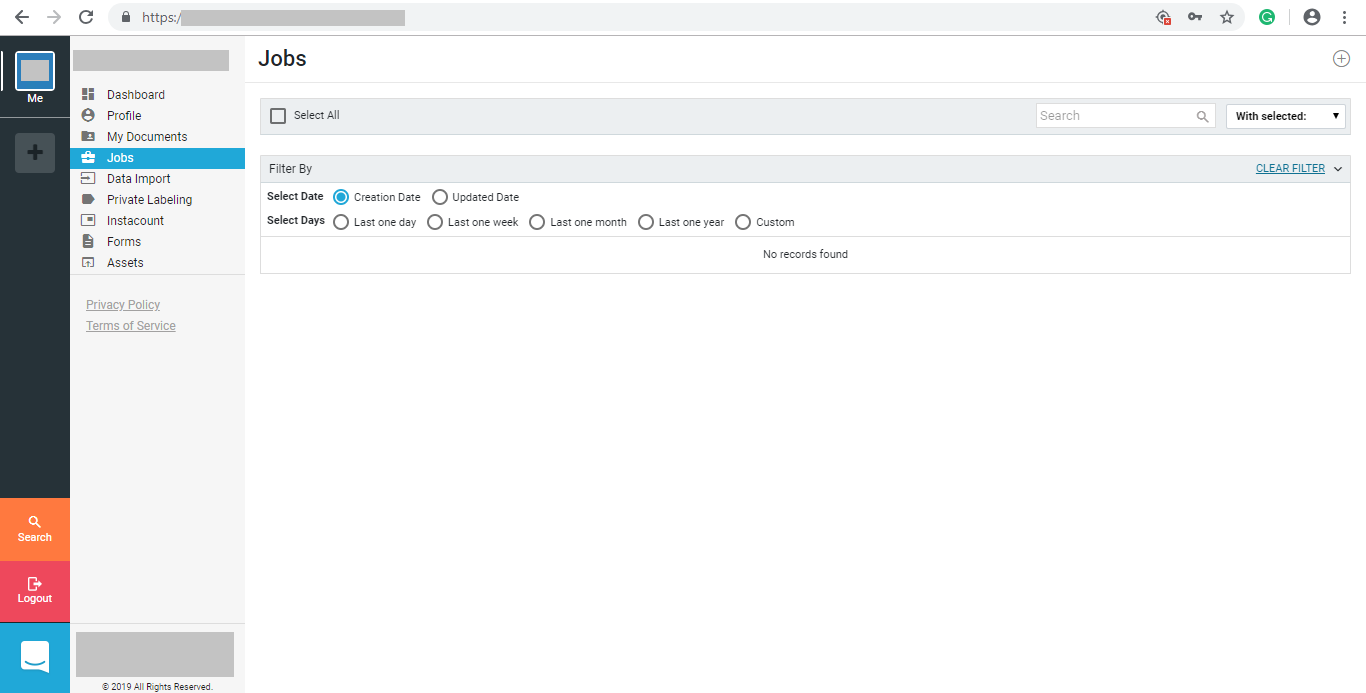 https:/
Me
Dashboard
Profile
My Documents
Jobs
Data Import
Private Labeling
Instacount
Forms
Assets
Privacy Policy
Terms of Service
Search
Logout
© 2019 All Rights Reserved.
Jobs
Select All
Search
With selected:
Filter By
CLEAR FILTER
Select Date Creation Date Updated Date
Select Days Last one day Last one week Last one month Last one year Custom
No records found